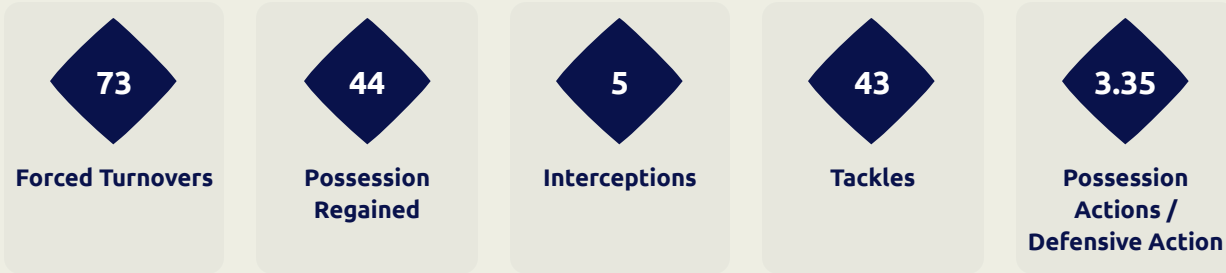 73
Forced Turnovers
44
Possession
Regained
5
Interceptions
43
Tackles
3.35
Possession
Actions /
Defensive Action